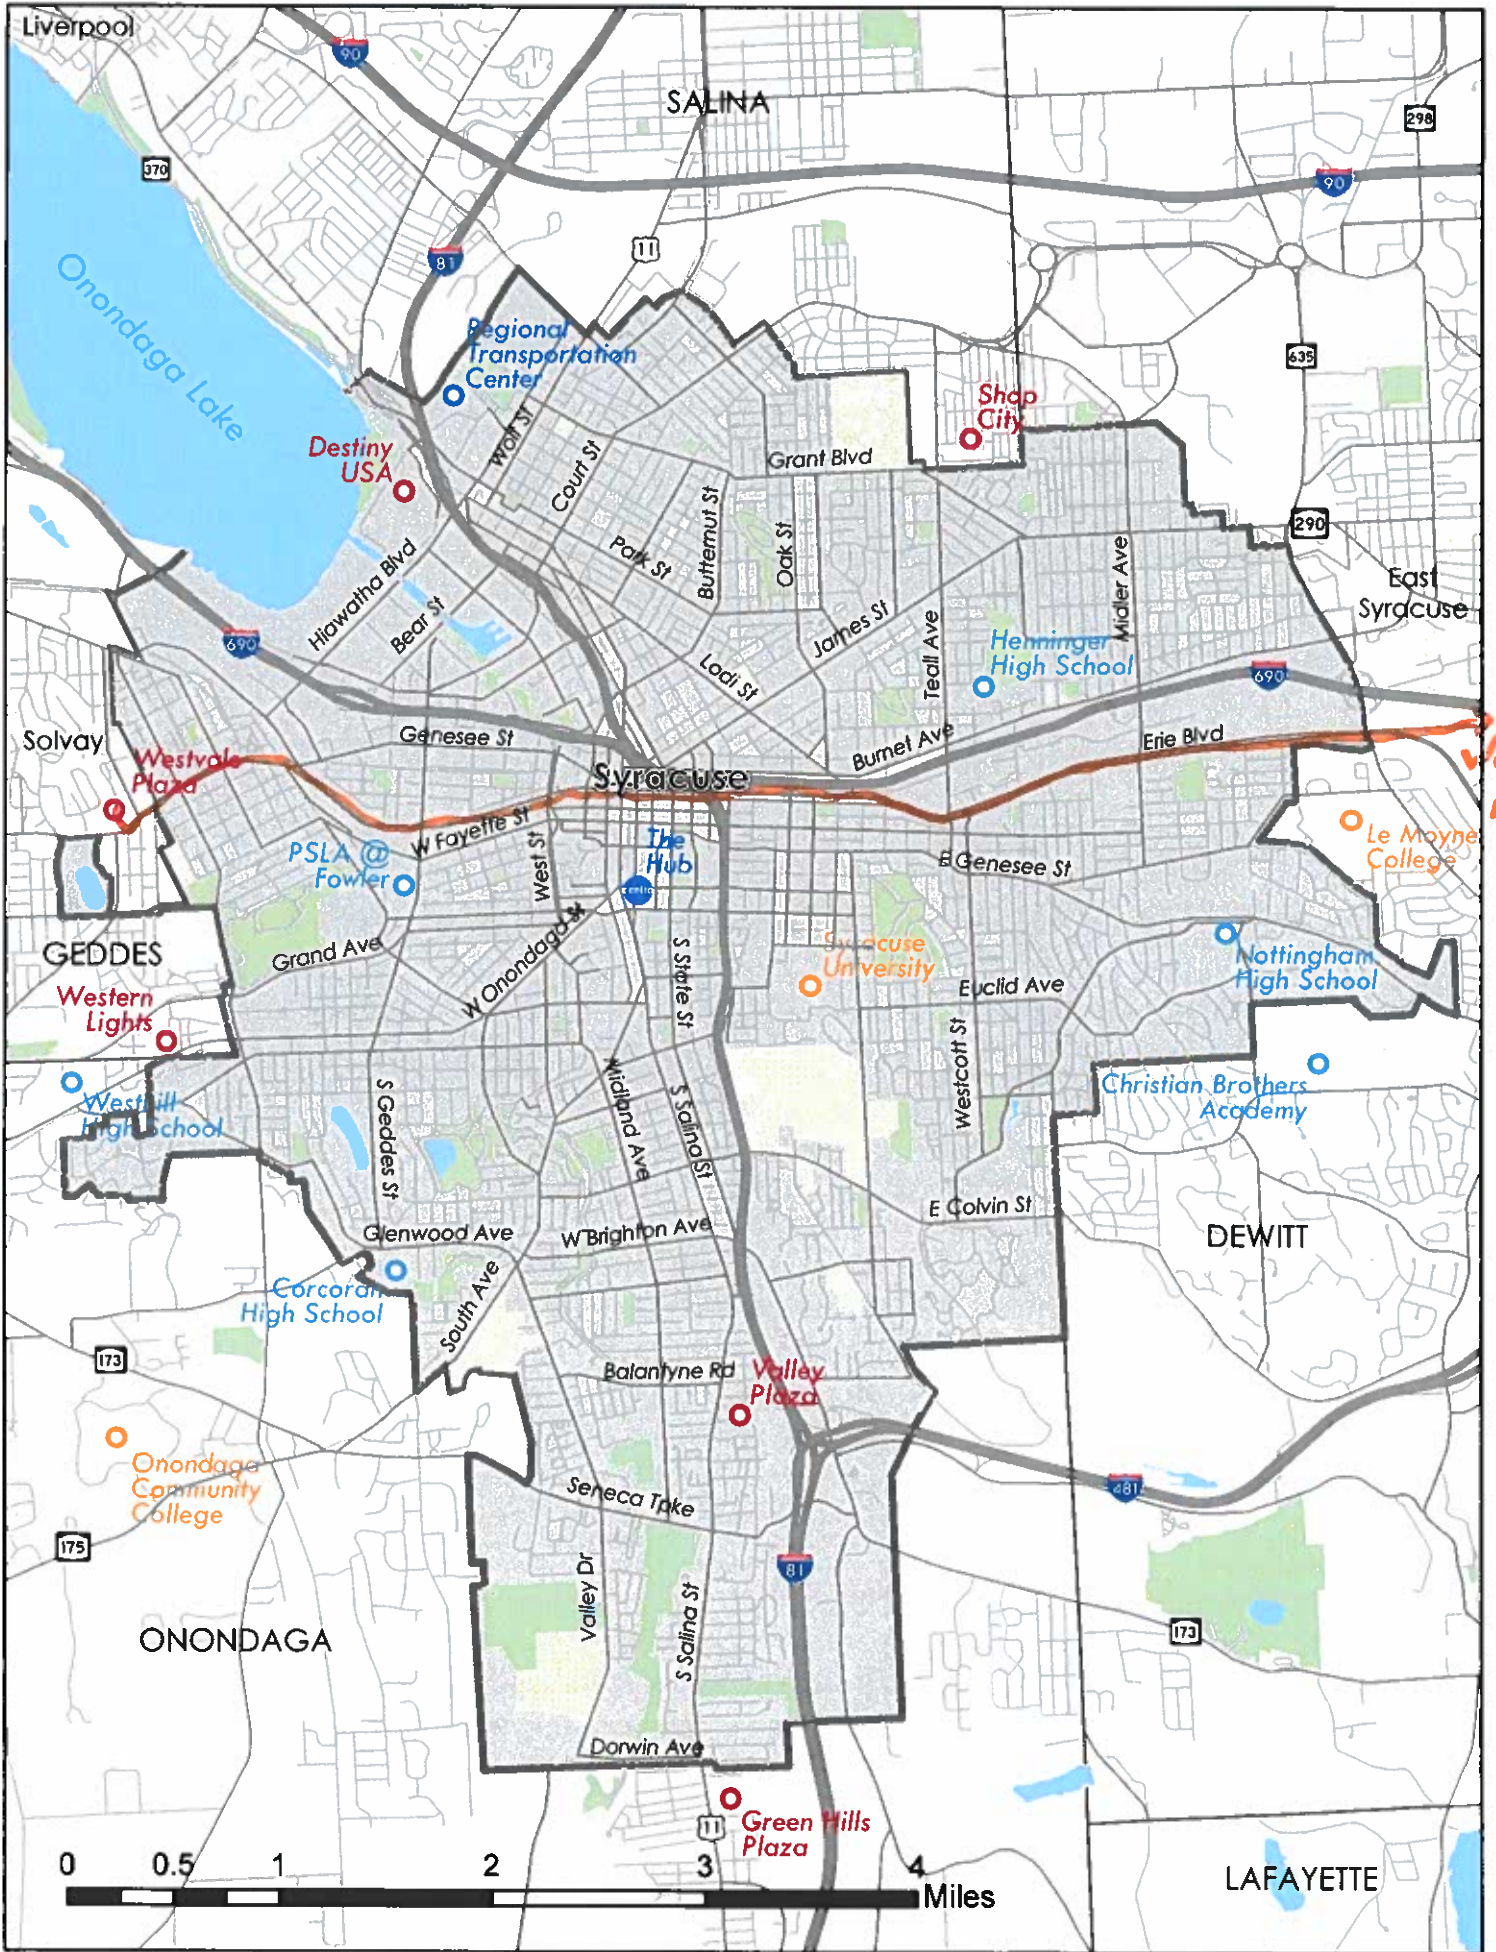 Liverpool
90
SALINA
298
370
90
11
81
Onondaga Lake
Regional
Transportation
Center
635
Shop
City
Wolf St
Destiny
USA
Court St
Grant Blvd
Butternut St
Oak St
290
Park St
Midler Ave
Hiawatha Blvd
East
Syracuse
Bear St
James St
Teall Ave
Henninger
High School
690
Lodi St
690
Solvay
Genesee St
Burnet Ave
Erie Blvd
Westvale
Plaza
Syracuse
W Fayette St
The
Hub
Le Moyne
College
PSLA @
Fowler
West St
E Genesee St
centro
W Onondaga St
GEDDES
Grand Ave
S State St
Syracuse
University
Nottingham
High School
Western
Lights
Euclid Ave
Westcott St
Westhill
High School
S Geddes St
Midland Ave
S Salina St
Christian Brothers
Academy
E Colvin St
Glenwood Ave
W Brighton Ave
DEWITT
Corcoran
High School
South Ave
173
Balantyne Rd
Valley
Plaza
Onondaga
Community
College
Seneca Tpke
481
175
81
Valley Dr
S Salina St
173
ONONDAGA
Dorwin Ave
11
Green Hills
Plaza
0 0.5 1 2 3 4
Miles
LAFAYETTE